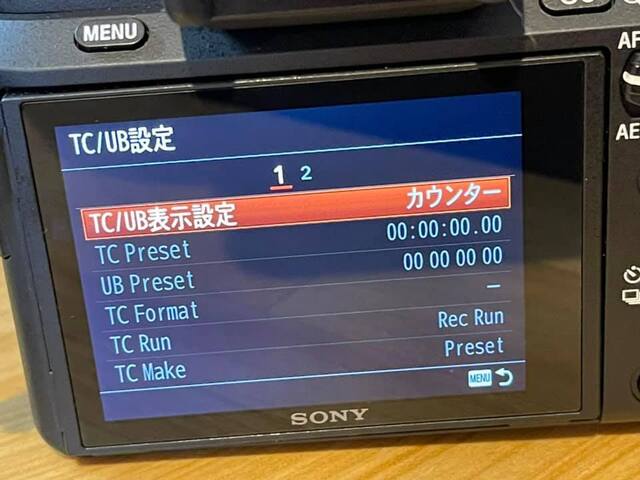 MENU
AF
AE
TC/UB設定
1 2
TC/UB表示設定 カウンター
TC Preset 00:00:00.00
UB Preset 00 00 00 00
TC Format –
TC Run Rec Run
TC Make Preset
MENU
SONY